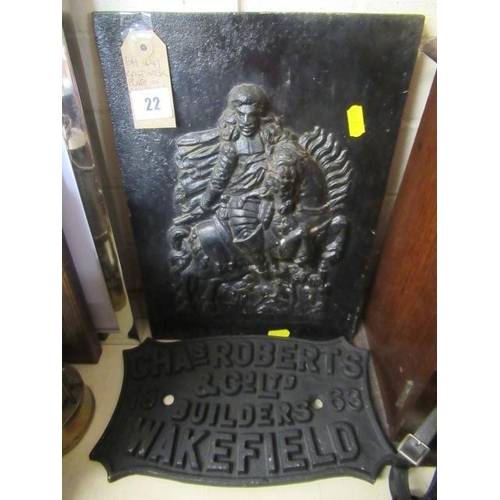 22
CHAS ROBERTS
& CO. LTD
19 63
BUILDERS
WAKEFIELD